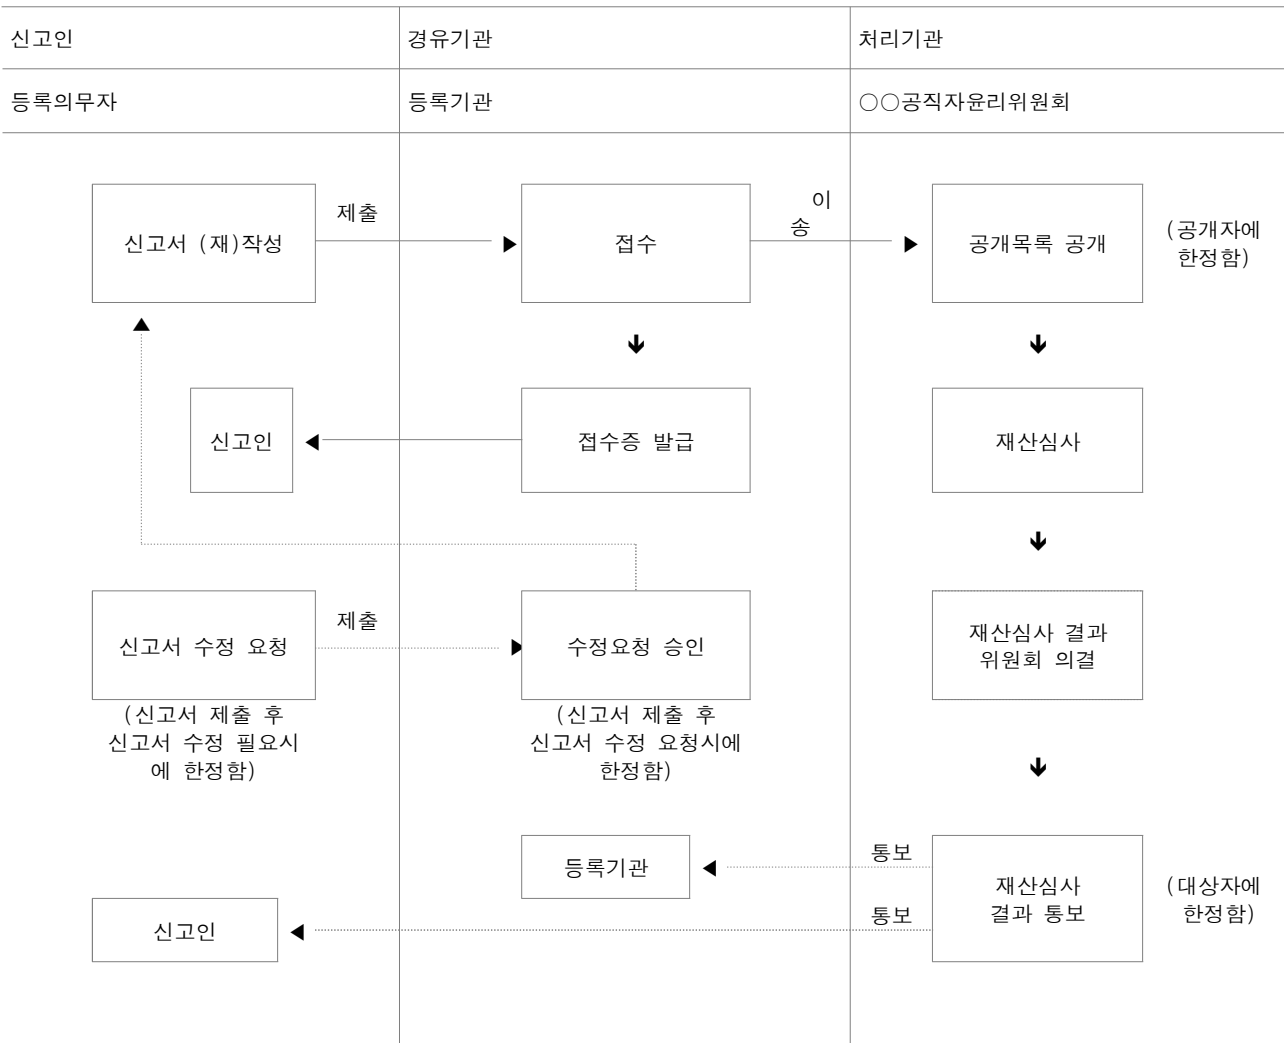 신고인
경유기관
처리기관
등록의무자
등록기관
○○공직자윤리위원회
신고서 (재)작성
제출
접수
이
송
공개목록 공개
(공개자에
한정함)
신고인
접수증 발급
재산심사
신고서 수정 요청
제출
수정요청 승인
재산심사 결과
위원회 의결
(신고서 제출 후
신고서 수정 필요시
에 한정함)
(신고서 제출 후
신고서 수정 요청시에
한정함)
등록기관
통보
재산심사
결과 통보
(대상자에
한정함)
신고인
통보